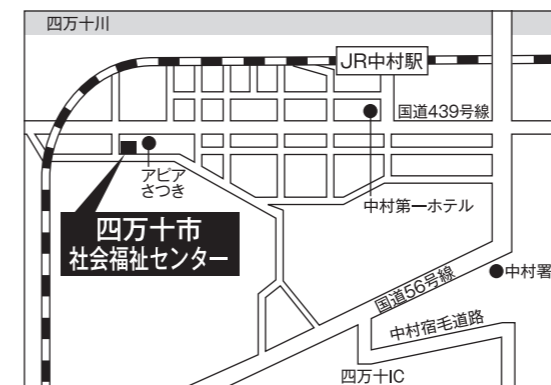 四万十川
JR中村駅
国道439号線
アピア
さつき
中村第一ホテル
四万十市
社会福祉センター
中村署
国道56号線
中村宿毛道路
四万十IC